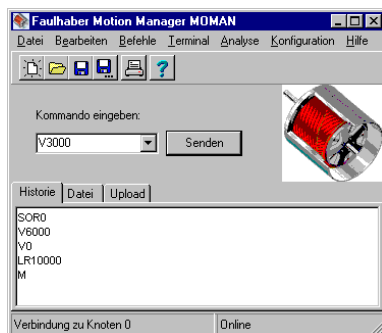 Faulhaber Motion Manager MOMAN
Datei Bearbeiten Befehle Terminal Analyse Konfiguration Hilfe
Kommando eingeben:
V3000 Senden
Historie Datei Upload
SOR0
V6000
V0
LR10000
M
Verbindung zu Knoten 0 Online